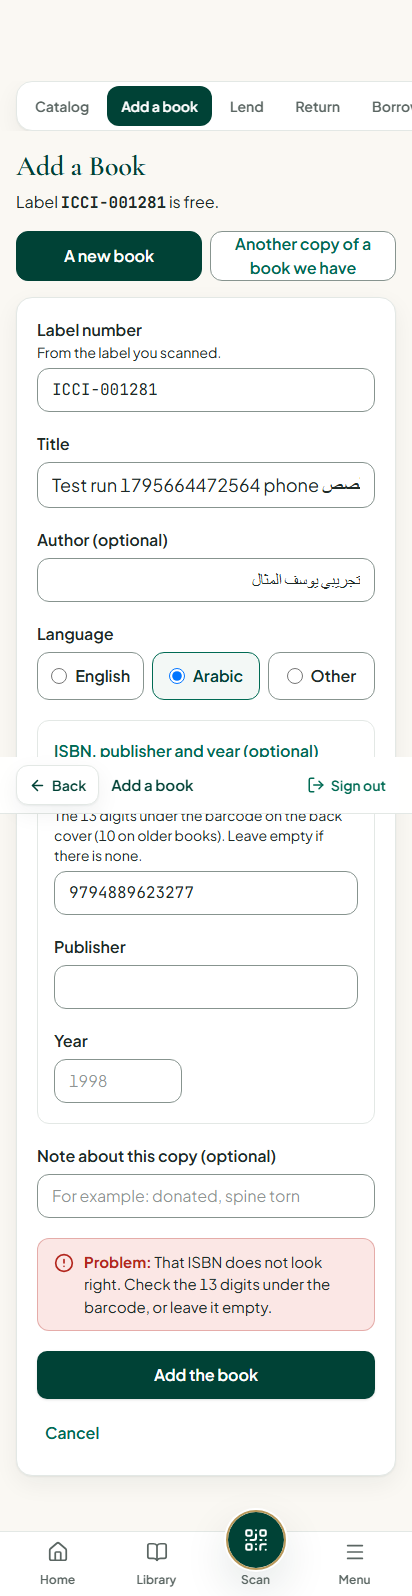 Catalog Add a book Lend Return
Add a Book
Label ICCI-001281 is free.
A new book
Another copy of a
book we have
Label number
From the label you scanned.
ICCI-001281
Title
Test run 1795664472564 phone قصص
Author (optional)
تجريبي يوسف المثال
Language
English Arabic Other
ISBN, publisher and year (optional)
Back Add a book Sign out
The 13 digits under the barcode on the back
cover (10 on older books). Leave empty if
there is none.
9794889623277
Publisher
Year
1998
Note about this copy (optional)
For example: donated, spine torn
Problem: That ISBN does not look
right. Check the 13 digits under the
barcode, or leave it empty.
Add the book
Cancel
Home Library Scan Menu